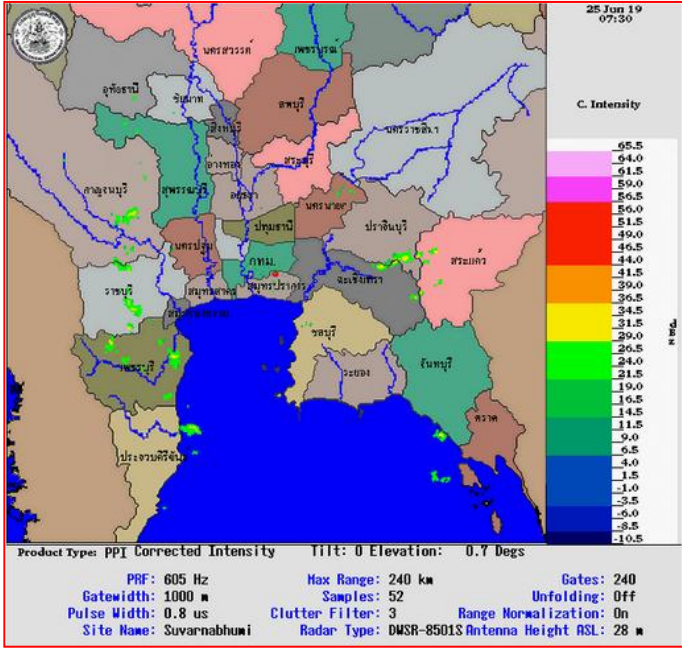 25 Jun 19
07:30
C. Intensity
65.5
64.0
61.5
59.0
56.5
56.0
51.5
49.0
46.5
44.0
41.5
39.0
36.5
34.0
31.5
29.0
26.5
24.0
21.5
19.0
16.5
14.5
11.5
9.0
6.5
4.0
1.5
-1.0
-3.5
-6.0
-8.5
-10.5
นครสวรรค์
เพชรบูรณ์
อุทัยธานี
ชัยนาท
ลพบุรี
สิงห์บุรี
นครราชสีมา
อ่างทอง
สระบุรี
กาญจนบุรี
สุพรรณบุรี
อยุธยา
นครนายก
ปทุมธานี
ปราจีนบุรี
นครปฐม
กทม.
สระแก้ว
ราชบุรี
สมุทรสาคร
สมุทรปราการ
ฉะเชิงเทรา
ชลบุรี
เพชรบุรี
ระยอง
จันทบุรี
ตราด
ประจวบคีรีขันธ์
Product Type: PPI Corrected Intensity Tilt: 0 Elevation: 0.7 Degs
PRF: 605 Hz Max Range: 240 km Gates: 240
Gatewidth: 1000 m Samples: 52 Unfolding: Off
Pulse Width: 0.8 us Clutter Filter: 3 Range Normalization: On
Site Name: Suvarnabhumi Radar Type: DWSR-8501S Antenna Height ASL: 28 m